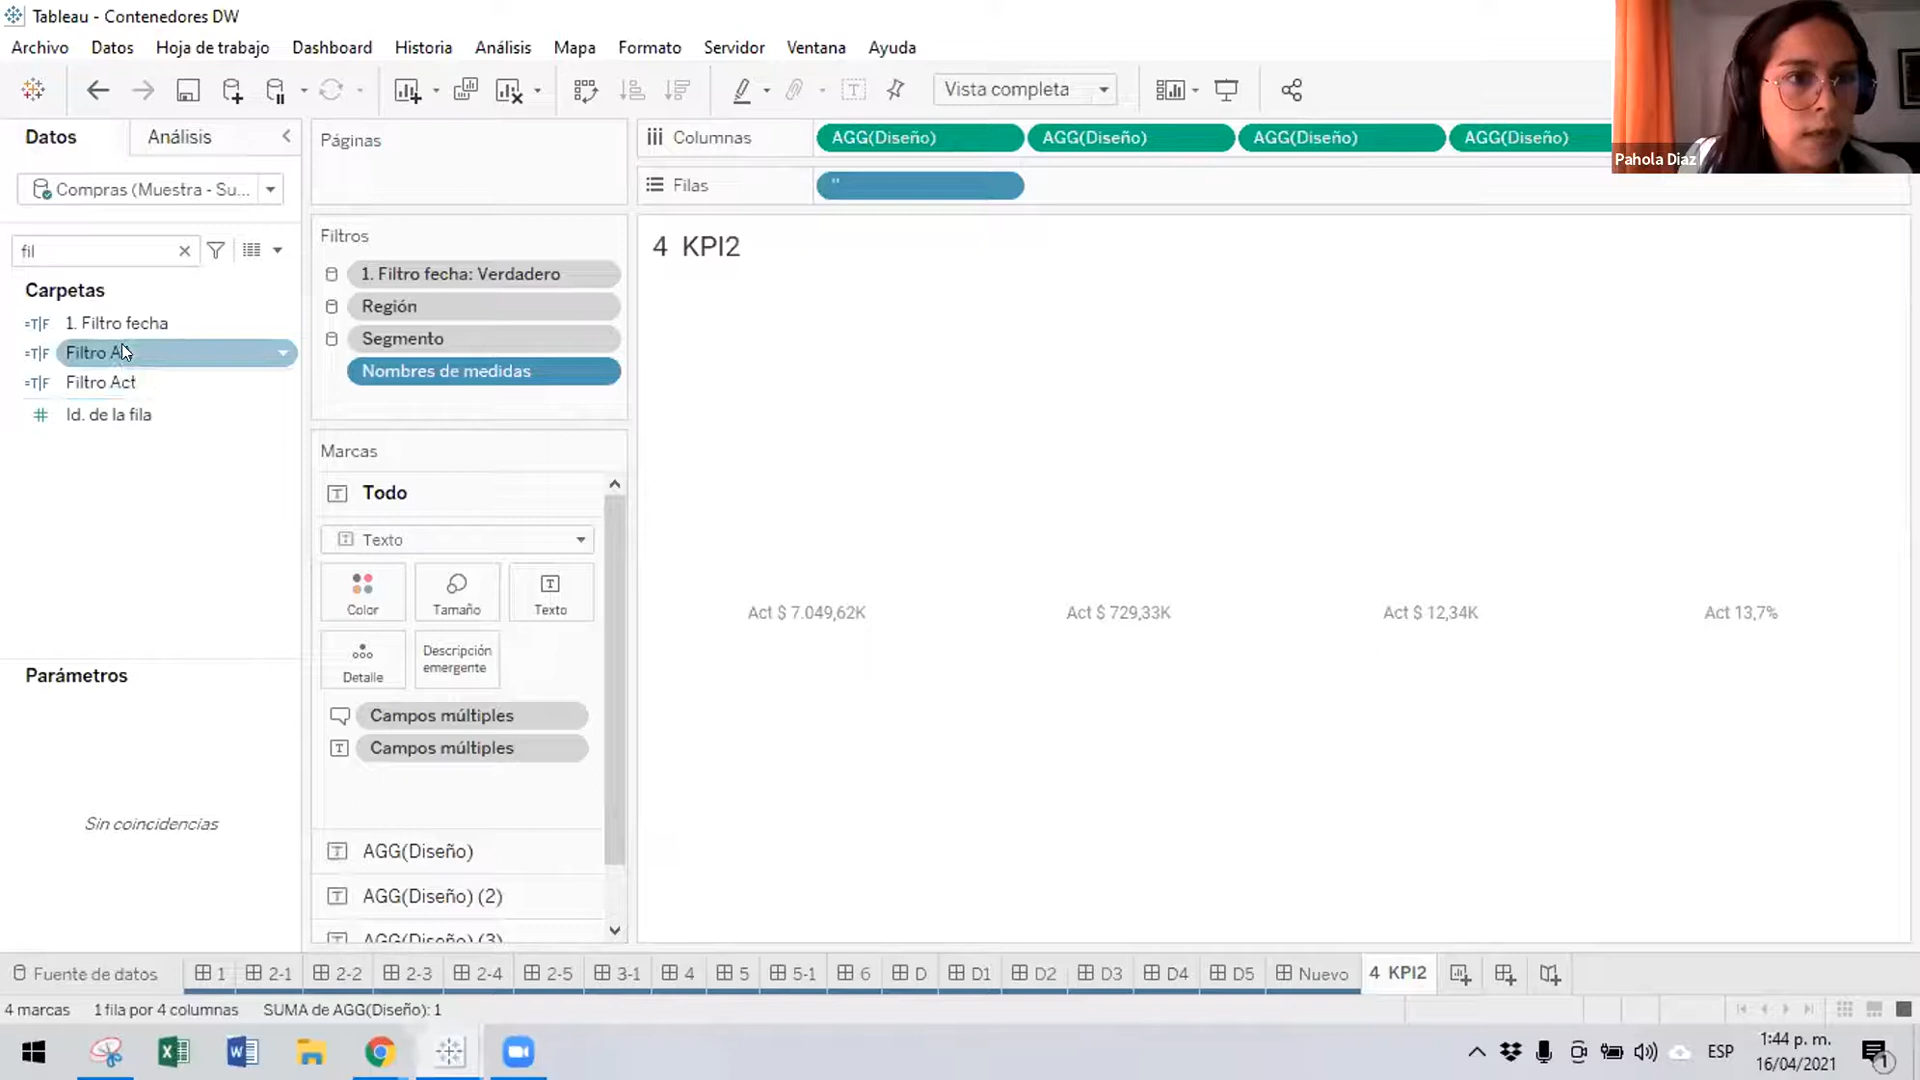 Tableau - Contenedores DW
Archivo Datos Hoja de trabajo Dashboard Historia Análisis Mapa Formato Servidor Ventana Ayuda
Vista completa
Pahola Diaz
Datos Análisis
Compras (Muestra - Su...
fil
Carpetas
=T|F 1. Filtro fecha
=T|F Filtro A
=T|F Filtro Act
# Id. de la fila
Parámetros
Sin coincidencias
Páginas
Filtros
1. Filtro fecha: Verdadero
Región
Segmento
Nombres de medidas
Marcas
Todo
Texto
Color Tamaño Texto
Detalle Descripción emergente
Campos múltiples
Campos múltiples
AGG(Diseño)
AGG(Diseño) (2)
AGG(Diseño) (3)
Columnas AGG(Diseño) AGG(Diseño) AGG(Diseño) AGG(Diseño)
Filas ''
4 KPI2
Act $ 7.049,62K Act $ 729,33K Act $ 12,34K Act 13,7%
Fuente de datos 1 2-1 2-2 2-3 2-4 2-5 3-1 4 5 5-1 6 D D1 D2 D3 D4 D5 Nuevo 4 KPI2
4 marcas 1 fila por 4 columnas SUMA de AGG(Diseño): 1
ESP
1:44 p. m.
16/04/2021
1